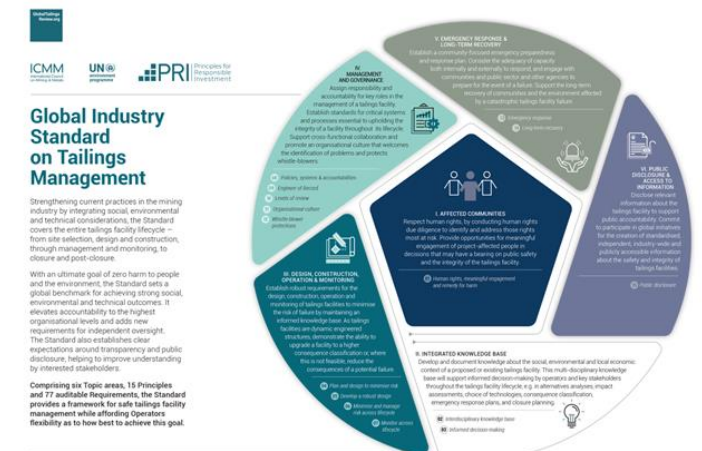 GlobalTailings
Review.org
ICMM
International Council
on Mining & Metals
UN
environment
programme
PRI
Principles for
Responsible
Investment
Global Industry
Standard
on Tailings
Management
Strengthening current practices in the mining
industry by integrating social, environmental
and technical considerations, the Standard
covers the entire tailings facility lifecycle –
from site selection, design and construction,
through management and monitoring, to
closure and post-closure.
With an ultimate goal of zero harm to people
and the environment, the Standard sets a
global benchmark for achieving strong social,
environmental and technical outcomes. It
elevates accountability to the highest
organisational levels and adds new
requirements for independent oversight.
The Standard also establishes clear
expectations around transparency and public
disclosure, helping to improve understanding
by interested stakeholders.
Comprising six Topic areas, 15 Principles
and 77 auditable Requirements, the Standard
provides a framework for safe tailings facility
management while affording Operators
flexibility as to how best to achieve this goal.
V. EMERGENCY RESPONSE &
LONG-TERM RECOVERY
Establish a community-focused emergency preparedness
and response plan. Consider the adequacy of capacity
both internally and externally to respond, and engage with
communities and public sector and other agencies to
prepare for the event of a failure. Support the long-term
recovery of communities and the environment affected
by a catastrophic tailings facility failure.
Emergency response
Long-term recovery
IV.
MANAGEMENT
AND GOVERNANCE
Assign responsibility and
accountability for key roles in the
management of a tailings facility.
Establish standards for critical systems
and processes essential to upholding the
integrity of a facility throughout its lifecycle.
Support cross-functional collaboration and
promote an organisational culture that welcomes
the identification of problems and protects
whistle-blowers.
Policies, systems & accountabilities
Engineer of Record
Levels of review
Organisational culture
Whistle-blower
protections
VI. PUBLIC
DISCLOSURE &
ACCESS TO
INFORMATION
Disclose relevant
information about the
tailings facility to support
public accountability. Commit
to participate in global initiatives
for the creation of standardised,
independent, industry-wide and
publicly accessible information
about the safety and integrity of
tailings facilities.
Public disclosure
I. AFFECTED COMMUNITIES
Respect human rights, by conducting human rights
due diligence to identify and address those rights
most at risk. Provide opportunities for meaningful
engagement of project-affected people in
decisions that may have a bearing on public safety
and the integrity of the tailings facility.
Human rights, meaningful engagement
and remedy for harm
III. DESIGN, CONSTRUCTION,
OPERATION & MONITORING
Establish robust requirements for the
design, construction, operation and
monitoring of tailings facilities to minimise
the risk of failure by maintaining an
informed knowledge base. As tailings
facilities are dynamic engineered
structures, demonstrate the ability to
upgrade a facility to a higher
consequence classification or, where
this is not feasible, reduce the
consequences of a potential failure.
04 Plan and design to minimise risk
05 Develop a robust design
06 Minimise and manage
risk across lifecycle
07 Monitor across
lifecycle
II. INTEGRATED KNOWLEDGE BASE
Develop and document knowledge about the social, environmental and local economic
context of a proposed or existing tailings facility. This multi-disciplinary knowledge
base will support informed decision-making by operators and key stakeholders
throughout the tailings facility lifecycle, e.g. in alternatives analyses, impact
assessments, choice of technologies, consequence classification,
emergency response plans, and closure planning.
02 Interdisciplinary knowledge base
03 Informed decision-making